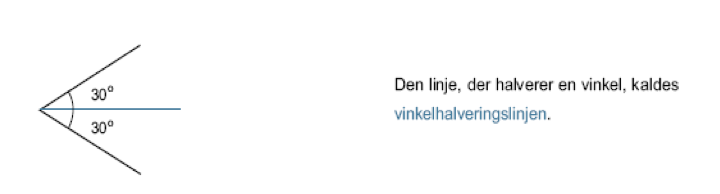 30°
30°
Den linje, der halverer en vinkel, kaldes
vinkelhalveringslinjen.